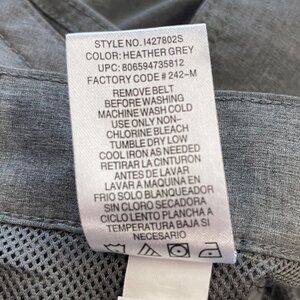 STYLE NO. I427802S
COLOR: HEATHER GREY
UPC: 806594735812
FACTORY CODE # 242-M
REMOVE BELT
BEFORE WASHING
MACHINE WASH COLD
USE ONLY NON-
CHLORINE BLEACH
TUMBLE DRY LOW
COOL IRON AS NEEDED
RETIRAR LA CINTURON
ANTES DE LAVAR
LAVAR A MAQUINA EN
FRIO SOLO BLANQUEADOR
SIN CLORO SECADORA
CICLO LENTO PLANCHA A
TEMPERATURA BAJA SEGUN
SEA NECESARIO